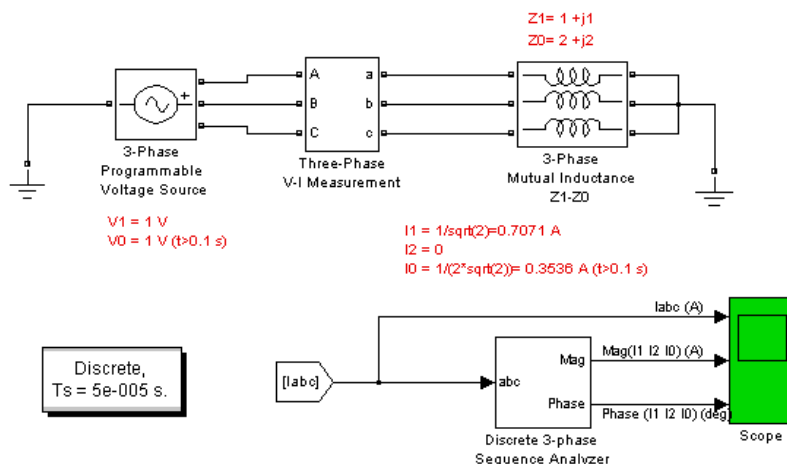 Z1= 1 +j1
Z0= 2 +j2
+
A
a
B
b
C
c
3-Phase
Programmable
Voltage Source
Three-Phase
V-I Measurement
3-Phase
Mutual Inductance
Z1-Z0
V1 = 1 V
V0 = 1 V (t>0.1 s)
I1 = 1/sqrt(2)=0.7071 A
I2 = 0
I0 = 1/(2*sqrt(2))= 0.3536 A (t>0.1 s)
Iabc (A)
Discrete,
Ts = 5e-005 s.
[Iabc]
abc
Mag
Phase
Mag(I1 I2 I0) (A)
Phase (I1 I2 I0) (deg)
Discrete 3-phase
Sequence Analyzer
Scope